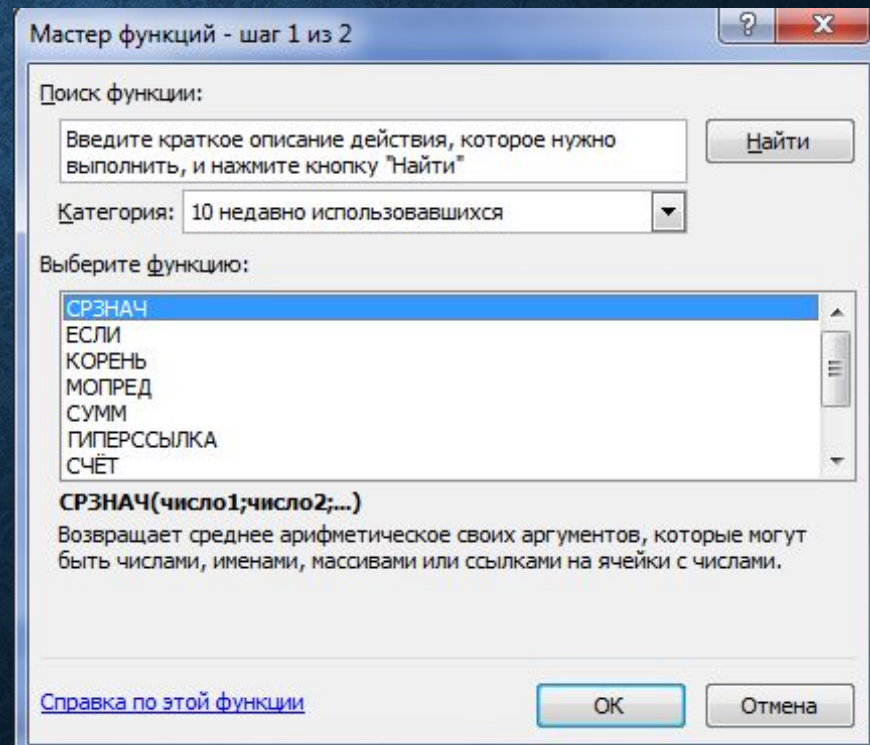 Мастер функций - шаг 1 из 2
Поиск функции:
Введите краткое описание действия, которое нужно
выполнить, и нажмите кнопку "Найти"
Найти
Категория: 10 недавно использовавшихся
Выберите функцию:
СРЗНАЧ
ЕСЛИ
КОРЕНЬ
МОПРЕД
СУММ
ГИПЕРССЫЛКА
СЧЁТ
СРЗНАЧ(число1;число2;...)
Возвращает среднее арифметическое своих аргументов, которые могут
быть числами, именами, массивами или ссылками на ячейки с числами.
Справка по этой функции
ОК
Отмена